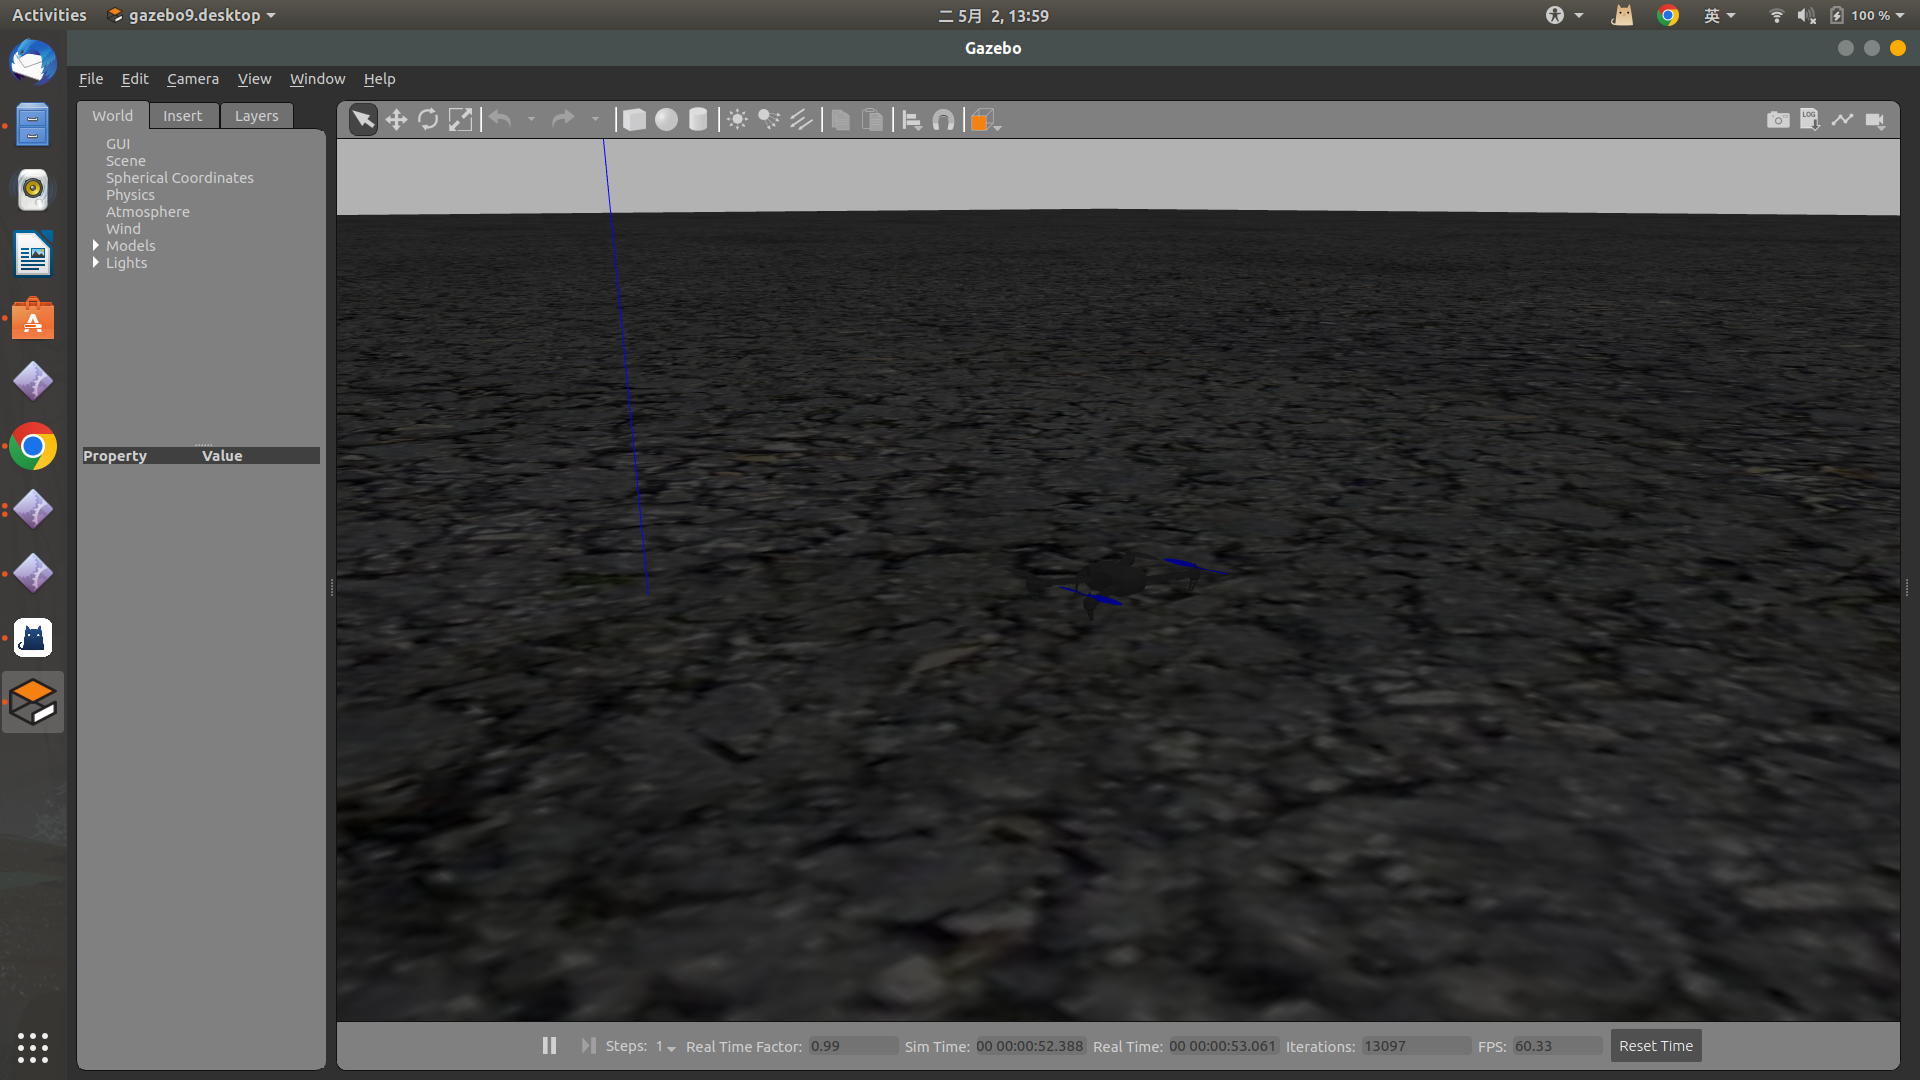 Activities gazebo9.desktop 二 5月 2, 13:59 英 100 %
Gazebo
File Edit Camera View Window Help
World Insert Layers
LOG
GUI
Scene
Spherical Coordinates
Physics
Atmosphere
Wind
Models
Lights
Property Value
Steps: 1 Real Time Factor: 0.99 Sim Time: 00 00:00:52.388 Real Time: 00 00:00:53.061 Iterations: 13097 FPS: 60.33 Reset Time